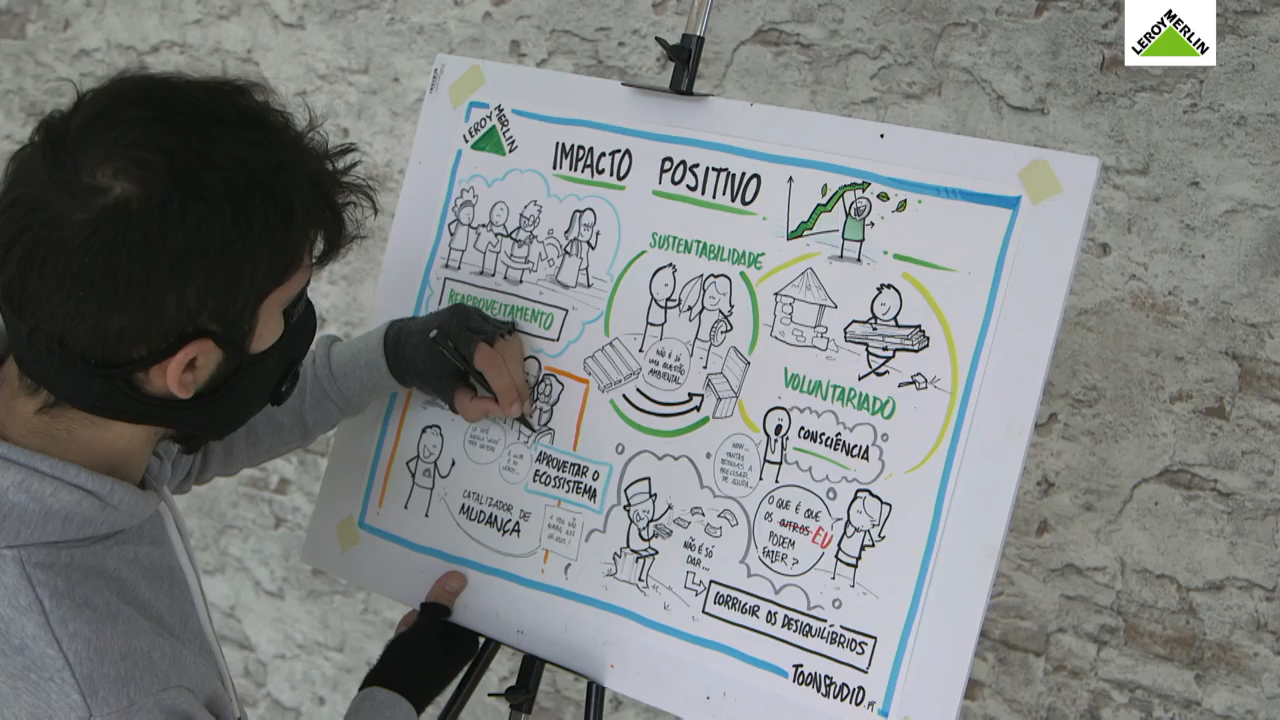 LEROY MERLIN
LEROY MERLIN
IMPACTO POSITIVO
SUSTENTABILIDADE
REAPROVEITAMENTO
NÃO É SÓ
UMA QUESTÃO
AMBIENTAL
VOLUNTARIADO
CONSCIÊNCIA
APROVEITAR O
ECOSSISTEMA
CATALIZADOR DE
MUDANÇA
O QUE É QUE
OS OUTROS EU
PODEM
FAZER?
NÃO É SÓ
DAR...
CORRIGIR OS DESIQUILÍBRIOS
TOONSTUDIO.PT